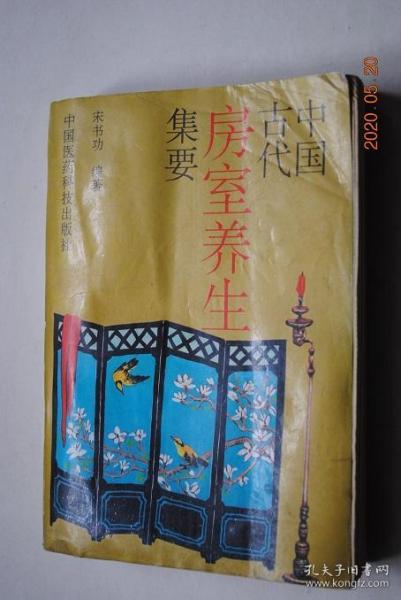 中国
古代
房室养生
集要
宋书功 编著
中国医药科技出版社
2020.05.20
孔夫子旧书网
www.kongfz.com